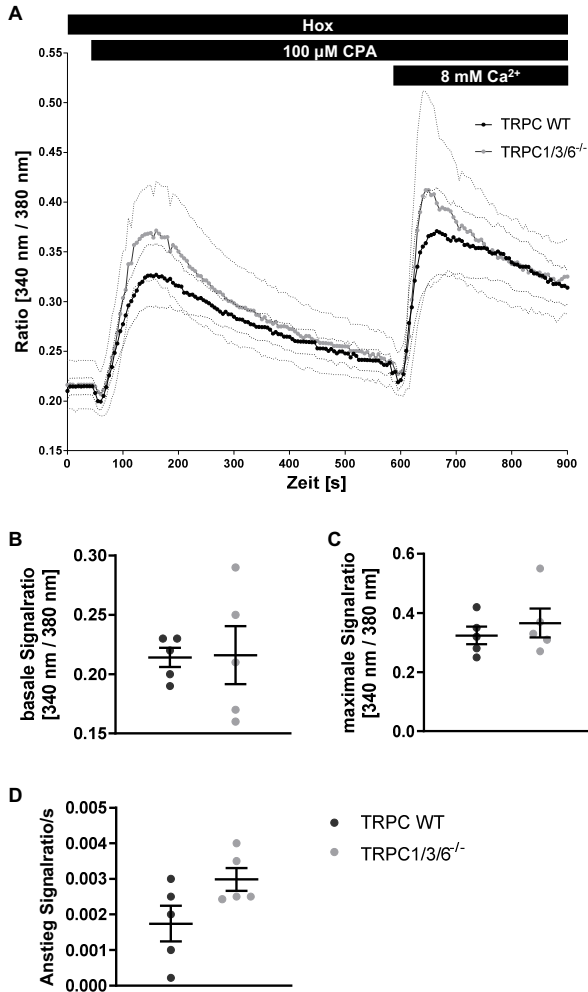 A
Hox
100 µM CPA
8 mM Ca²⁺
0.55
0.50
0.45
0.40
0.35
0.30
0.25
0.20
0.15
Ratio [340 nm / 380 nm]
TRPC WT
TRPC1/3/6⁻/⁻
0 100 200 300 400 500 600 700 800 900
Zeit [s]
B
basale Signalratio
[340 nm / 380 nm]
0.30
0.25
0.20
0.15
C
maximale Signalratio
[340 nm / 380 nm]
0.6
0.4
0.2
0.0
D
Anstieg Signalratio/s
0.005
0.004
0.003
0.002
0.001
0.000
TRPC WT
TRPC1/3/6⁻/⁻